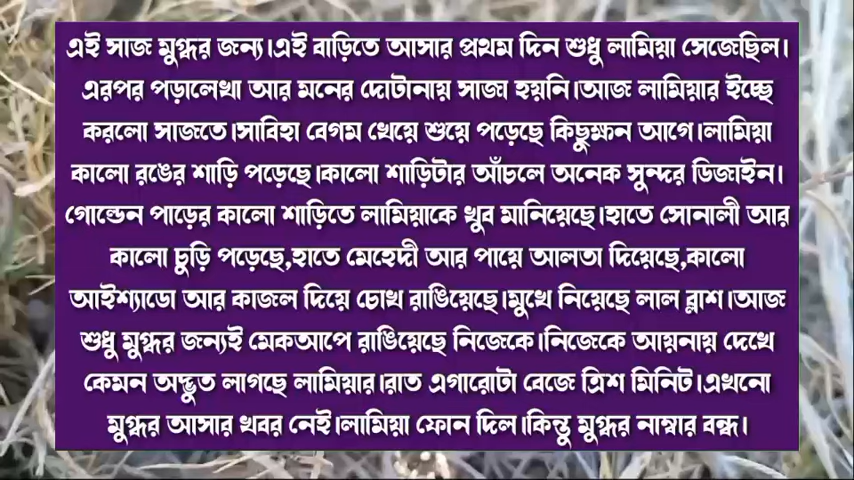 এই সাজ মুগ্ধর জন্য।এই বাড়িতে আসার প্রথম দিন শুধু লামিয়া সেজেছিল।
এরপর পড়ালেখা আর মনের দোটানায় সাজা হয়নি।আজ লামিয়ার ইচ্ছে
করলো সাজতে।সাবিহা বেগম খেয়ে শুয়ে পড়েছে কিছুক্ষন আগে।লামিয়া
কালো রঙের শাড়ি পড়েছে।কালো শাড়িটার আঁচলে অনেক সুন্দর ডিজাইন।
গোল্ডেন পাড়ের কালো শাড়িতে লামিয়াকে খুব মানিয়েছে।হাতে সোনালী আর
কালো চুড়ি পড়েছে,হাতে মেহেদী আর পায়ে আলতা দিয়েছে,কালো
আইশ্যাডো আর কাজল দিয়ে চোখ রাঙিয়েছে।মুখে নিয়েছে লাল ব্লাশ।আজ
শুধু মুগ্ধর জন্যই মেকআপে রাঙিয়েছে নিজেকে।নিজেকে আয়নায় দেখে
কেমন অদ্ভুত লাগছে লামিয়ার।রাত এগারোটা বেজে ত্রিশ মিনিট।এখনো
মুগ্ধর আসার খবর নেই।লামিয়া ফোন দিল।কিন্তু মুগ্ধর নাম্বার বন্ধ।